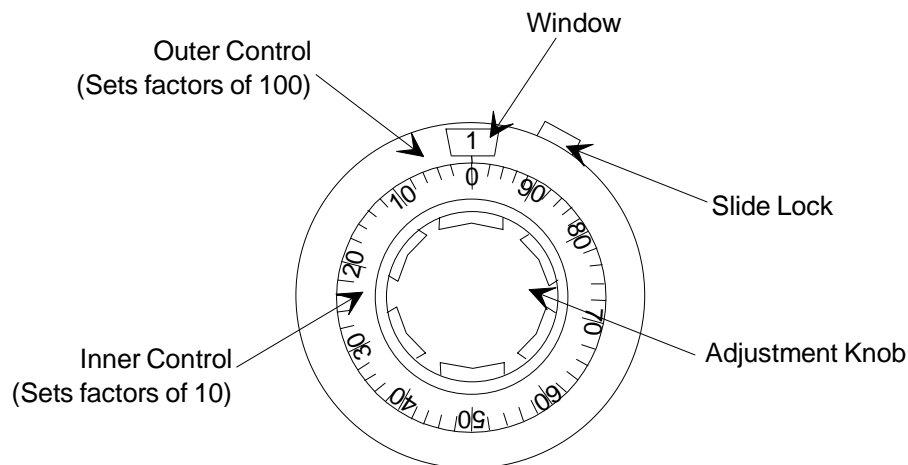 Window
Outer Control
(Sets factors of 100)
1
0
10
90
80
Slide Lock
20
70
Inner Control
(Sets factors of 10)
30
Adjustment Knob
40
50
60